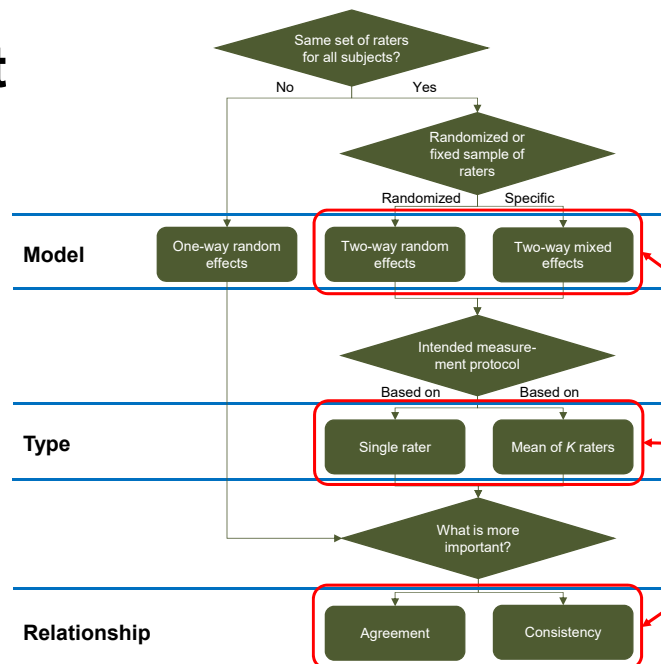 t
Same set of raters
for all subjects?
No
Yes
Randomized or
fixed sample of
raters
Randomized
Specific
Model
One-way random
effects
Two-way random
effects
Two-way mixed
effects
Intended measure-
ment protocol
Based on
Based on
Type
Single rater
Mean of K raters
What is more
important?
Relationship
Agreement
Consistency